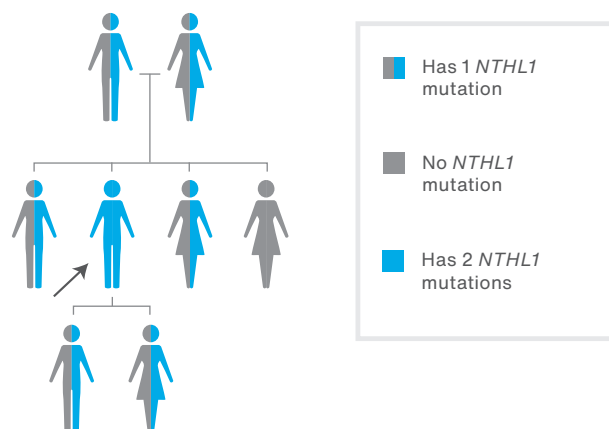 Has 1 NTHL1
mutation
No NTHL1
mutation
Has 2 NTHL1
mutations